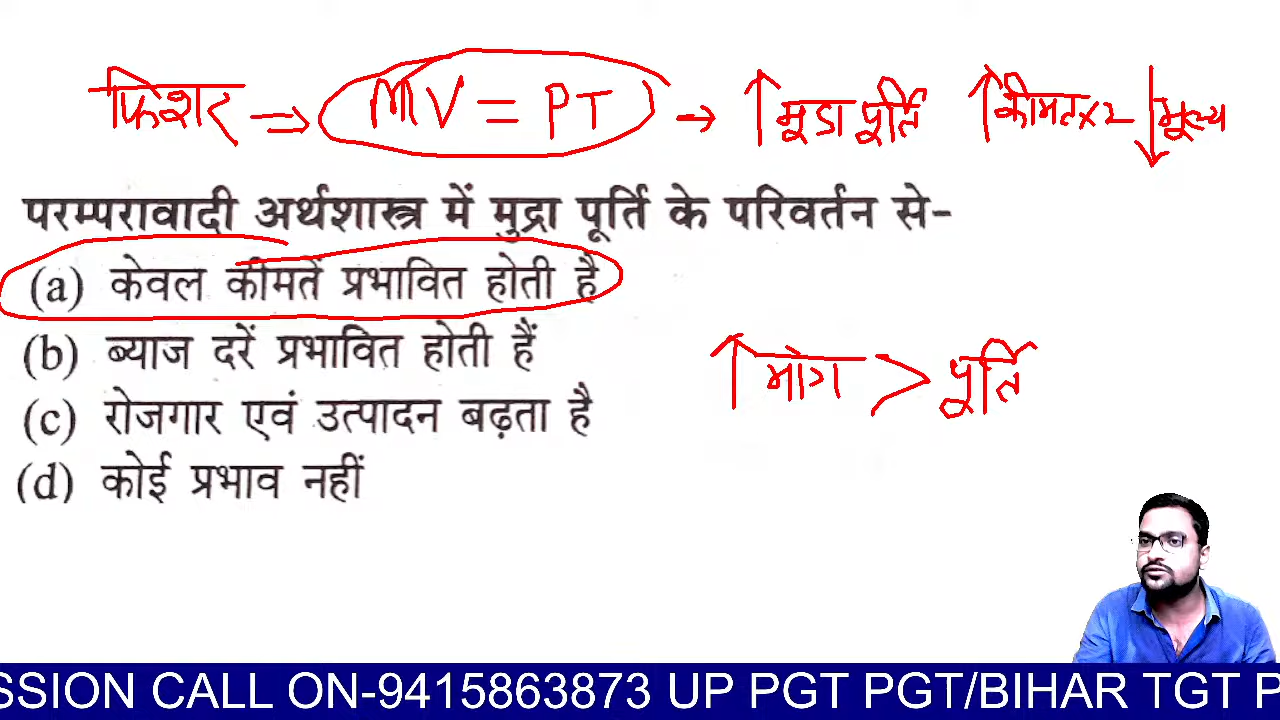 फिशर ⇒ MV = PT → ↑ मुद्रा पूर्ति ↑ कीमत x 2 ↓ मूल्य
परम्परावादी अर्थशास्त्र में मुद्रा पूर्ति के परिवर्तन से-
(a) केवल कीमतें प्रभावित होती है
(b) ब्याज दरें प्रभावित होती हैं
↑ मांग > पूर्ति
(c) रोजगार एवं उत्पादन बढ़ता है
(d) कोई प्रभाव नहीं
SSION CALL ON-9415863873 UP PGT PGT/BIHAR TGT P